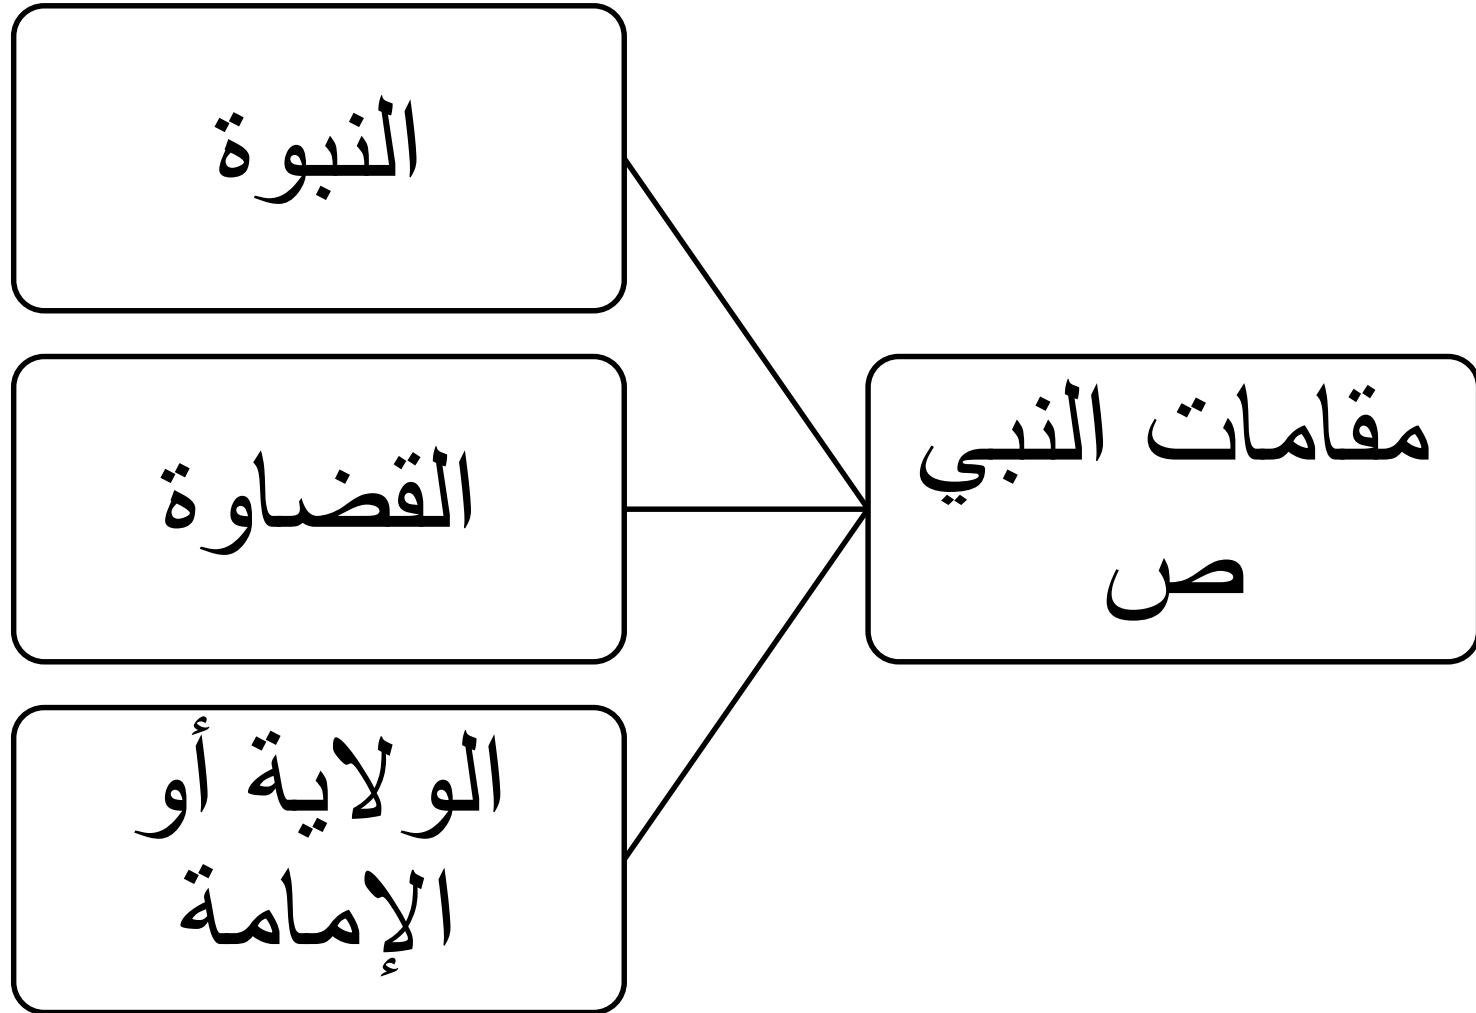 مقامات النبي
ص
النبوة
القضاوة
الولاية أو
الإمامة